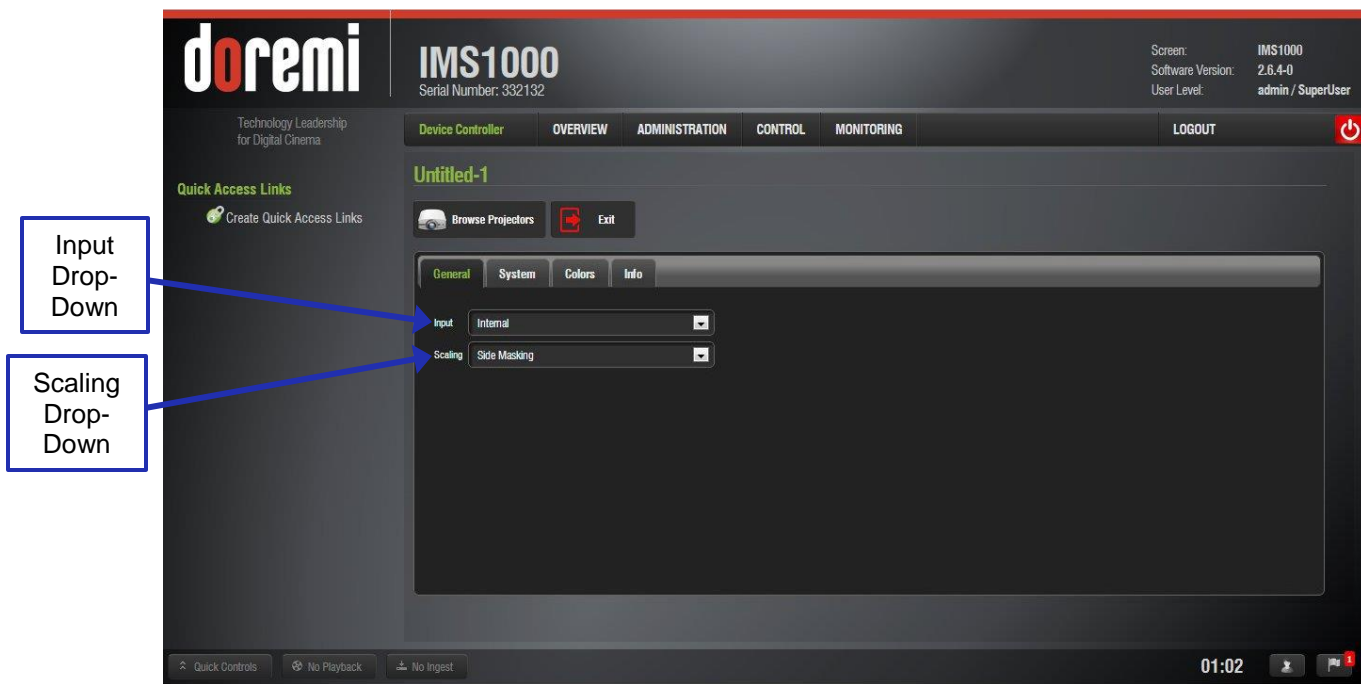 doremi
Technology Leadership
for Digital Cinema
IMS1000
Serial Number: 332132
Screen: IMS1000
Software Version: 2.6.4-0
User Level: admin / SuperUser
Device Controller OVERVIEW ADMINISTRATION CONTROL MONITORING LOGOUT
Quick Access Links
Create Quick Access Links
Untitled-1
Browse Projectors Exit
General System Colors Info
Input Internal
Scaling Side Masking
Input
Drop-
Down
Scaling
Drop-
Down
Quick Controls No Playback No Ingest 01:02 1